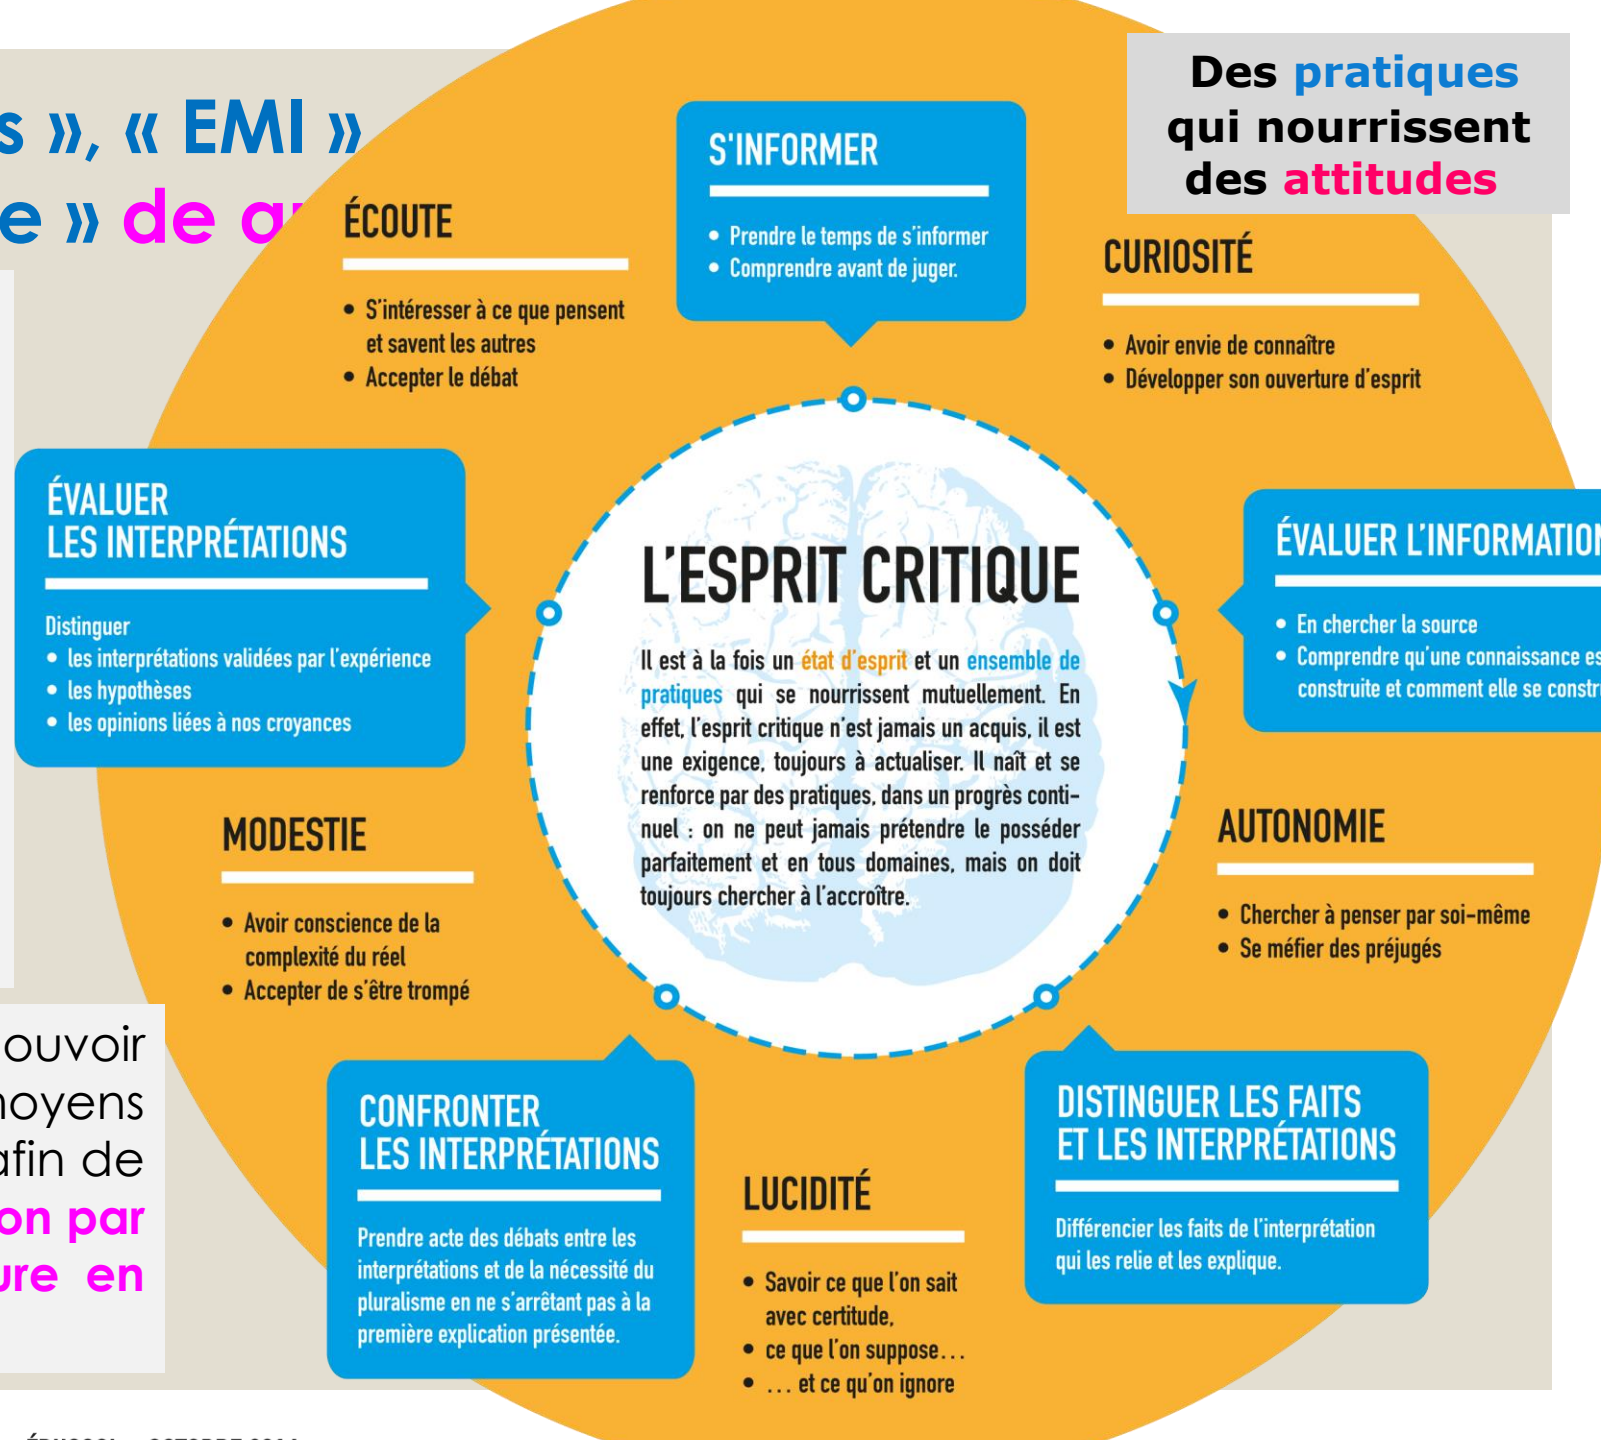 s », « EMI »
e » de
Des pratiques
qui nourrissent
des attitudes
S'INFORMER
• Prendre le temps de s'informer
• Comprendre avant de juger.
ÉCOUTE
• S'intéresser à ce que pensent
et savent les autres
• Accepter le débat
CURIOSITÉ
• Avoir envie de connaître
• Développer son ouverture d'esprit
ÉVALUER
LES INTERPRÉTATIONS
Distinguer
• les interprétations validées par l'expérience
• les hypothèses
• les opinions liées à nos croyances
L'ESPRIT CRITIQUE
Il est à la fois un état d'esprit et un ensemble de
pratiques qui se nourrissent mutuellement. En
effet, l'esprit critique n'est jamais un acquis, il est
une exigence, toujours à actualiser. Il naît et se
renforce par des pratiques, dans un progrès conti-
nuel : on ne peut jamais prétendre le posséder
parfaitement et en tous domaines, mais on doit
toujours chercher à l'accroître.
ÉVALUER L'INFORMATION
• En chercher la source
• Comprendre qu'une connaissance es
construite et comment elle se constr
MODESTIE
• Avoir conscience de la
complexité du réel
• Accepter de s'être trompé
AUTONOMIE
• Chercher à penser par soi-même
• Se méfier des préjugés
ouvoir
noyens
afin de
on par
ure en
CONFRONTER
LES INTERPRÉTATIONS
Prendre acte des débats entre les
interprétations et de la nécessité du
pluralisme en ne s'arrêtant pas à la
première explication présentée.
LUCIDITÉ
• Savoir ce que l'on sait
avec certitude,
• ce que l'on suppose...
• ... et ce qu'on ignore
DISTINGUER LES FAITS
ET LES INTERPRÉTATIONS
Différencier les faits de l'interprétation
qui les relie et les explique.